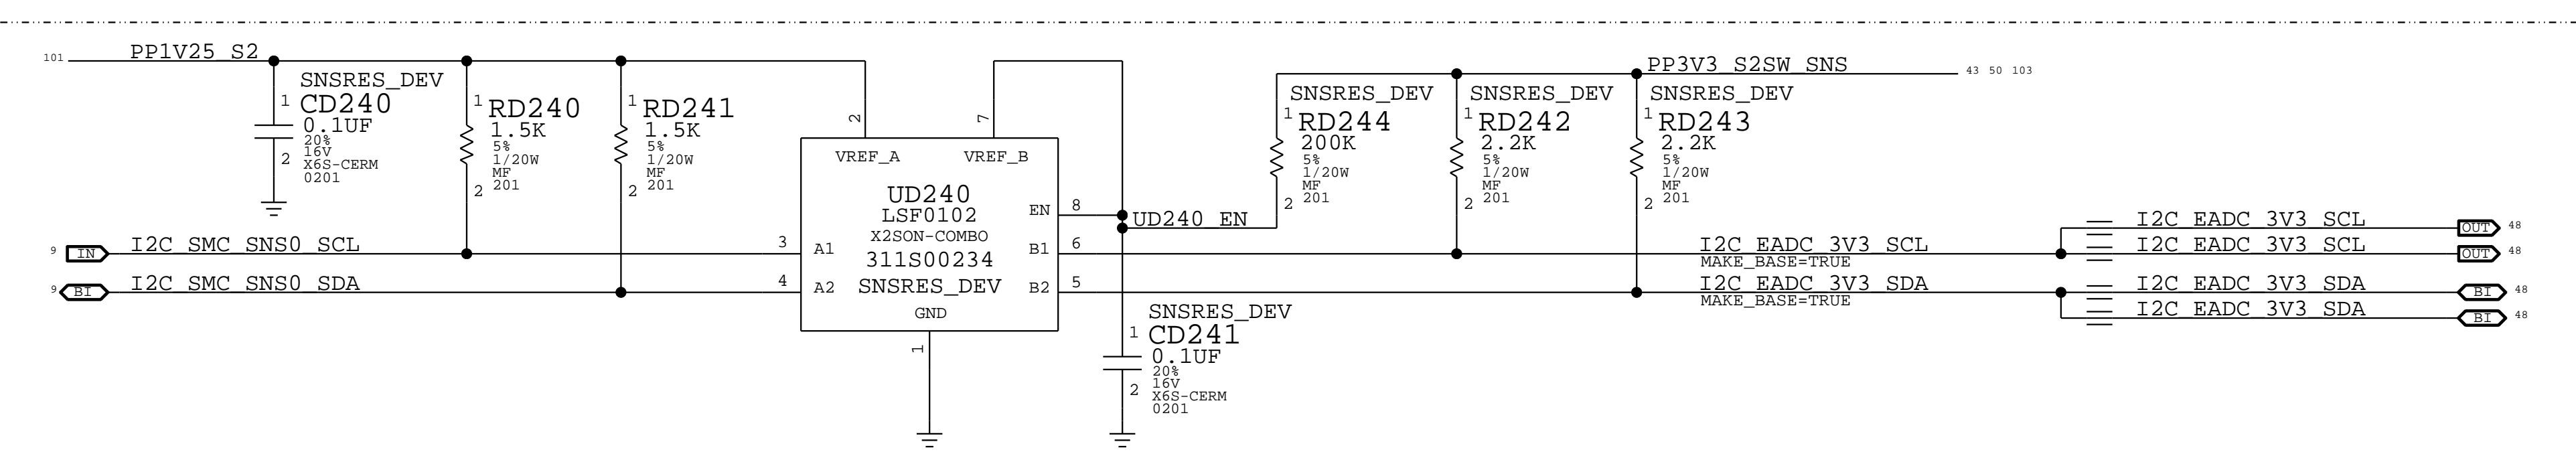 101 PP1V25_S2
SNSRES_DEV
1 CD240
0.1UF
20%
16V
2 X6S-CERM
0201
1 RD240
1.5K
5%
1/20W
MF
2 201
1 RD241
1.5K
5%
1/20W
MF
2 201
2
7
VREF_A VREF_B
UD240
LSF0102
X2SON-COMBO
311S00234
SNSRES_DEV
EN 8
A1 3
B1 6
A2 4
B2 5
GND
1
UD240_EN
PP3V3_S2SW_SNS 43 50 103
SNSRES_DEV
1 RD244
200K
5%
1/20W
MF
2 201
SNSRES_DEV
1 RD242
2.2K
5%
1/20W
MF
2 201
SNSRES_DEV
1 RD243
2.2K
5%
1/20W
MF
2 201
9 IN I2C_SMC_SNS0_SCL
9 BI I2C_SMC_SNS0_SDA
I2C_EADC_3V3_SCL
MAKE_BASE=TRUE
I2C_EADC_3V3_SDA
MAKE_BASE=TRUE
I2C_EADC_3V3_SCL OUT 48
I2C_EADC_3V3_SCL OUT 48
I2C_EADC_3V3_SDA BI 48
I2C_EADC_3V3_SDA BI 48
SNSRES_DEV
1 CD241
0.1UF
20%
16V
2 X6S-CERM
0201